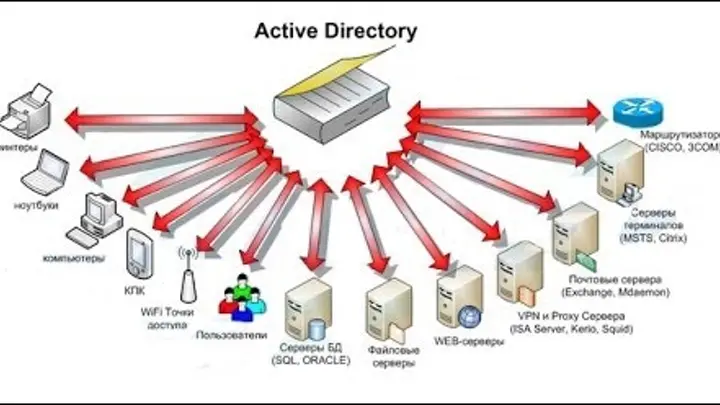 Active Directory
интеры
ноутбуки
компьютеры
КПК
WiFi Точки
доступа
Пользователи
Серверы БД
(SQL, ORACLE)
Файловые
серверы
WEB-серверы
VPN и Proxy Сервера
(ISA Server, Kerio, Squid)
Почтовые сервера
(Exchange, Mdaemon)
Серверы
терминалов
(MSTS, Citrix)
Маршрутизатор
(CISCO, 3COM)